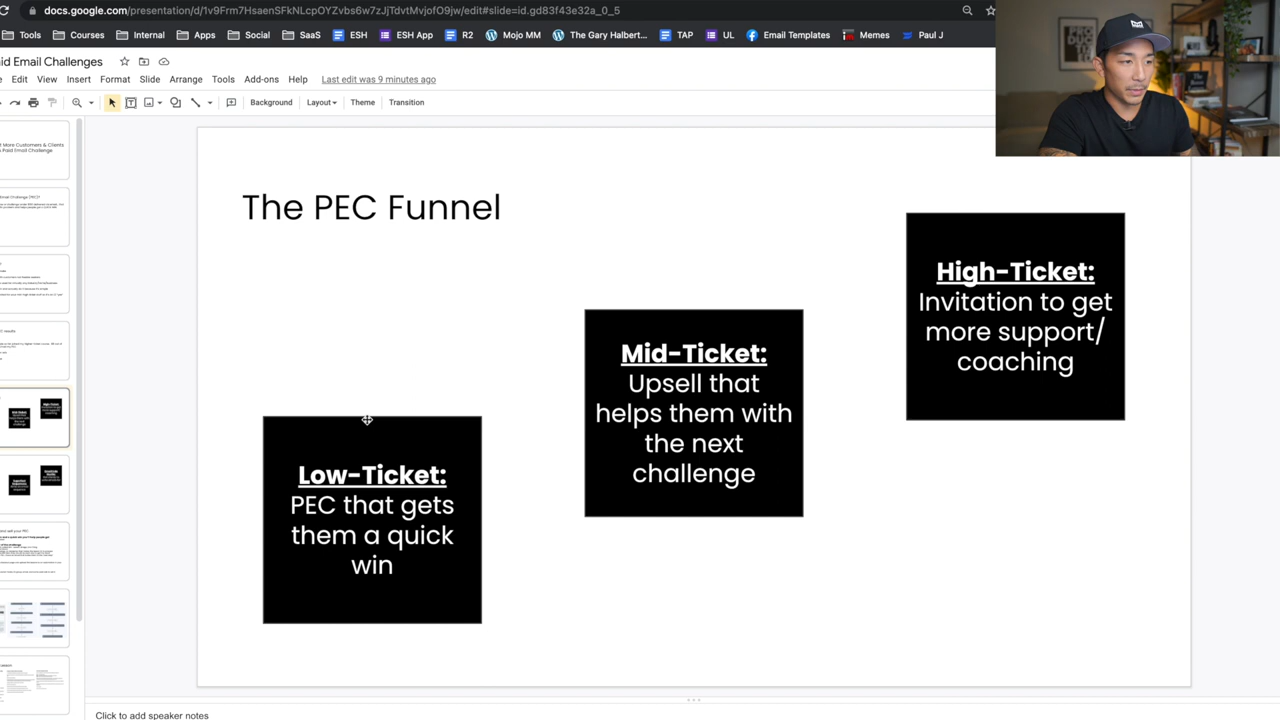 docs.google.com/presentation/d/1v9Frm7HsaenSFkNLcpOYZvbs6w7zJjTdvtMvjofO9jw/edit#slide=id.gd83f43e32a_0_5
Tools Courses Internal Apps Social SaaS ESH ESH App R2 Mojo MM The Gary Halbert... TAP UL Email Templates Memes Paul J
id Email Challenges
Edit View Insert Format Slide Arrange Tools Add-ons Help Last edit was 9 minutes ago
Background Layout Theme Transition
The PEC Funnel
Low-Ticket:
PEC that gets
them a quick
win
Mid-Ticket:
Upsell that
helps them with
the next
challenge
High-Ticket:
Invitation to get
more support/
coaching
Click to add speaker notes